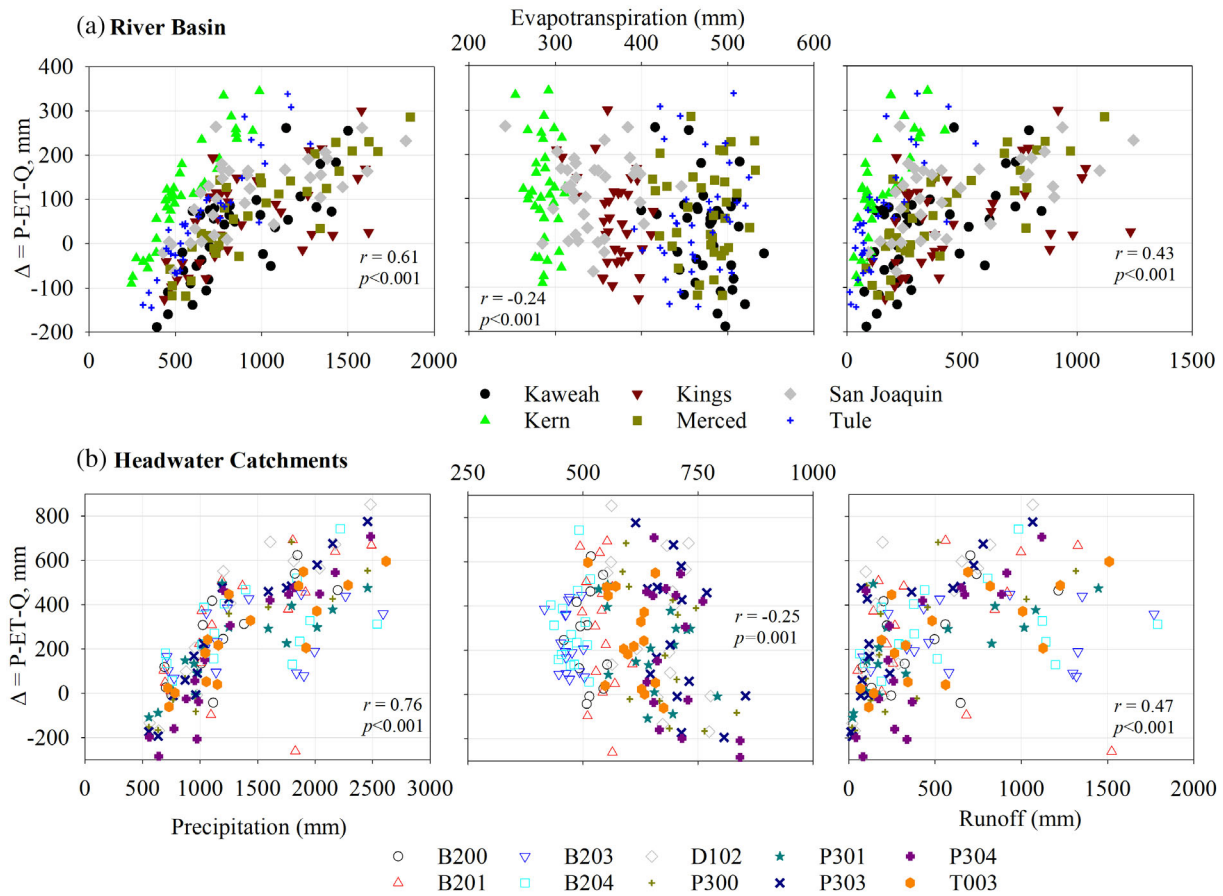 (a) River Basin
Evapotranspiration (mm)
200 300 400 500 600
Δ = P-ET-Q, mm
400
300
200
100
0
-100
-200
r = 0.61
p<0.001
r = -0.24
p<0.001
r = 0.43
p<0.001
0 500 1000 1500 2000
0 500 1000 1500
Kaweah Kings San Joaquin
Kern Merced Tule
(b) Headwater Catchments
250 500 750 1000
Δ = P-ET-Q, mm
800
600
400
200
0
-200
r = 0.76
p<0.001
r = -0.25
p=0.001
r = 0.47
p<0.001
0 500 1000 1500 2000 2500 3000
0 500 1000 1500 2000
Precipitation (mm)
Runoff (mm)
B200 B203 D102 P301 P304
B201 B204 P300 P303 T003